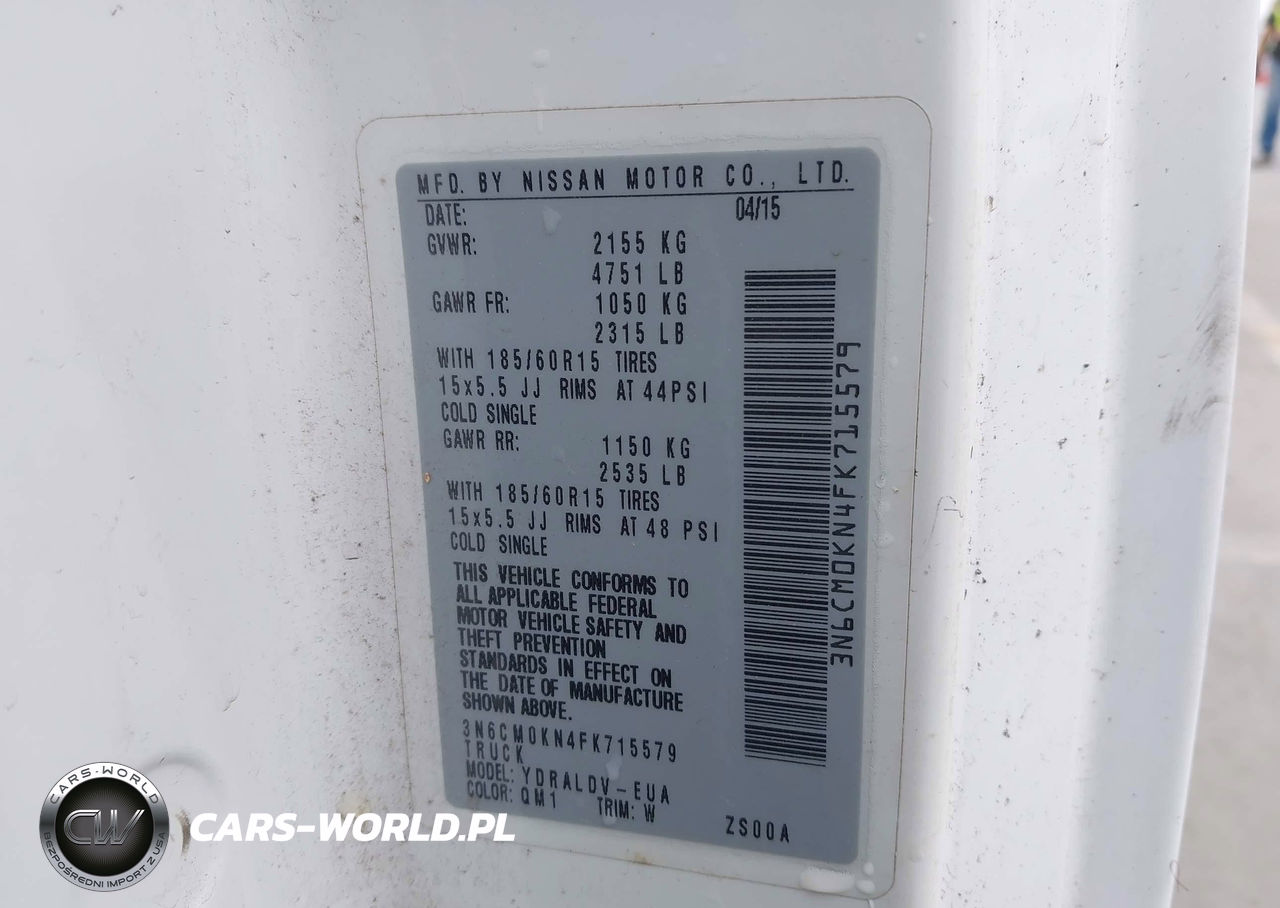 MFD. BY NISSAN MOTOR CO., LTD.
DATE: 04/15
GVWR: 2155 KG
4751 LB
GAWR FR: 1050 KG
2315 LB
WITH 185/60R15 TIRES
15x5.5 JJ RIMS AT 44PSI
COLD SINGLE
GAWR RR: 1150 KG
2535 LB
WITH 185/60R15 TIRES
15x5.5 JJ RIMS AT 48 PSI
COLD SINGLE
THIS VEHICLE CONFORMS TO
ALL APPLICABLE FEDERAL
MOTOR VEHICLE SAFETY AND
THEFT PREVENTION
STANDARDS IN EFFECT ON
THE DATE OF MANUFACTURE
SHOWN ABOVE.
3N6CM0KN4FK715579
TRUCK
MODEL: YDRALDV-EUA
COLOR: QM1 TRIM: W
ZS00A
3N6CM0KN4FK715579
CARS-WORLD
CW
BEZPOŚREDNI IMPORT Z USA
CARS-WORLD.PL